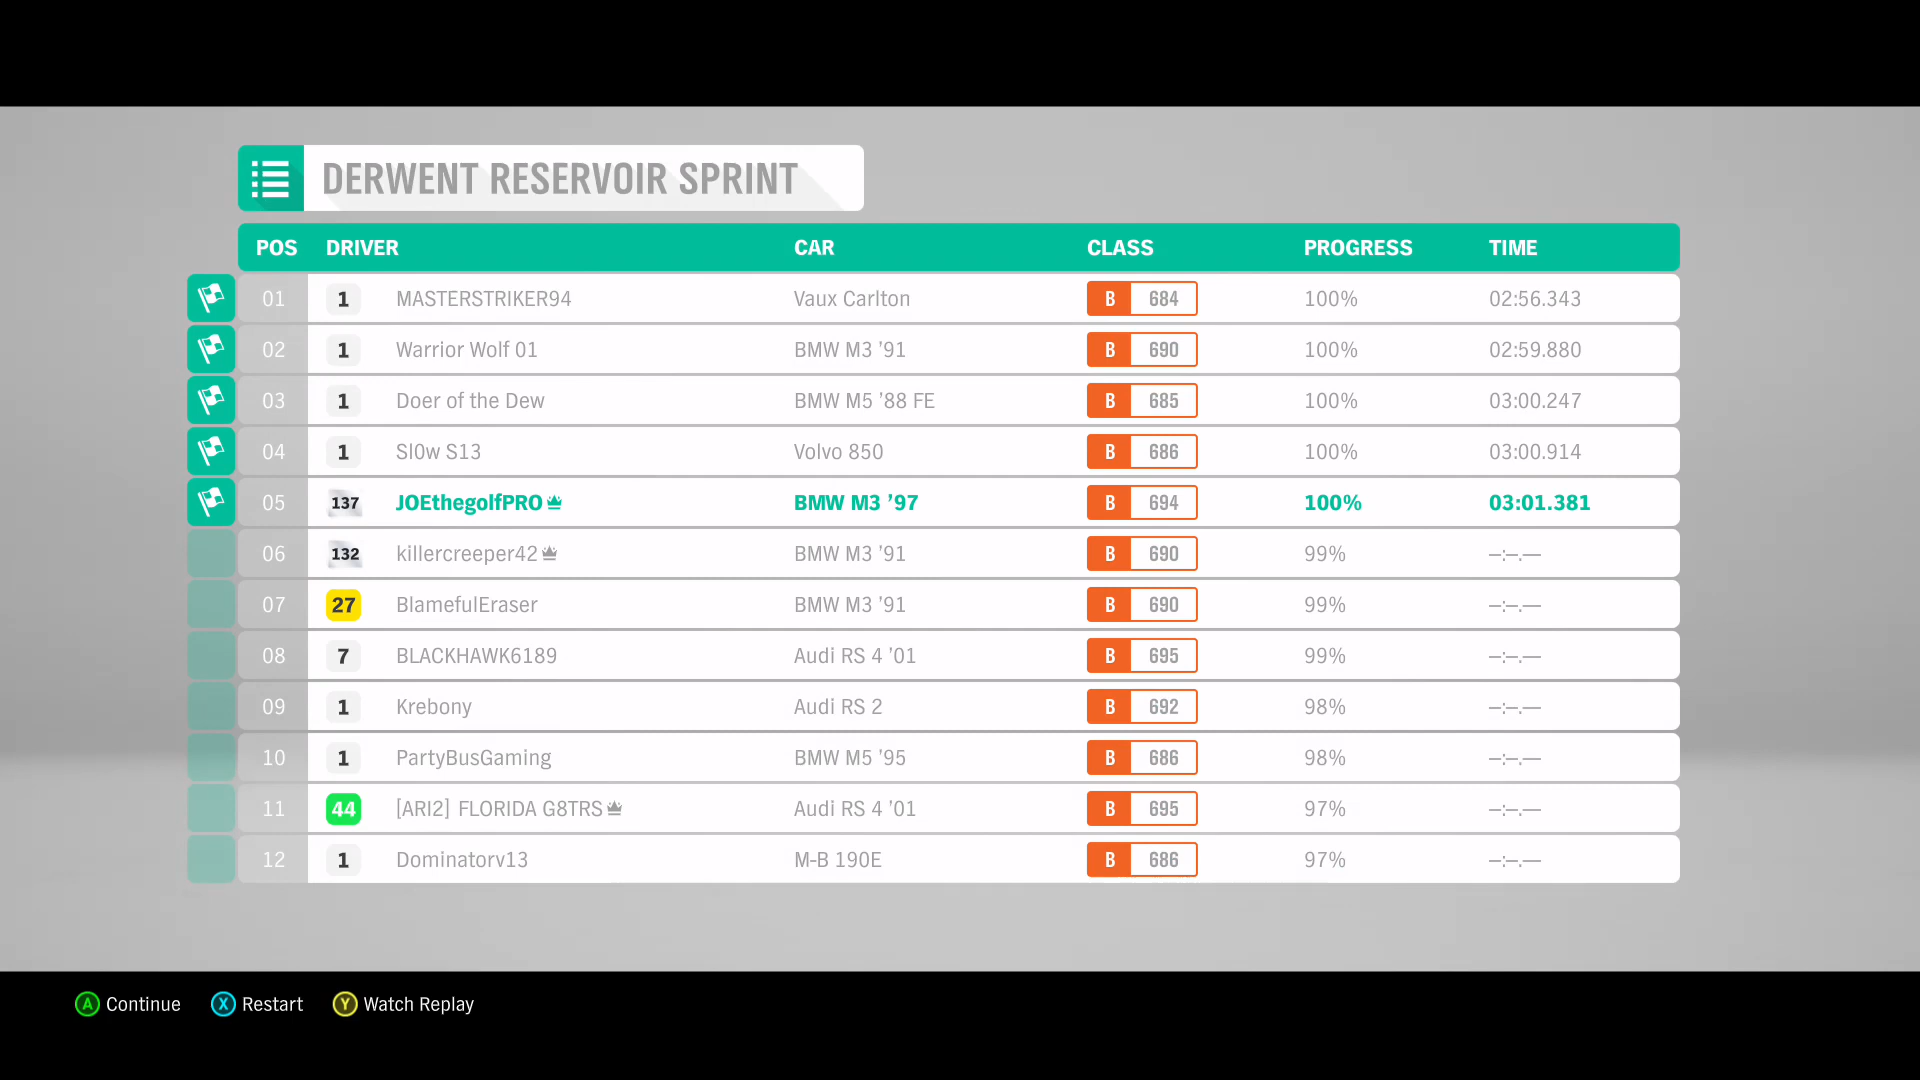 DERWENT RESERVOIR SPRINT
POS DRIVER CAR CLASS PROGRESS TIME
01 1 MASTERSTRIKER94 Vaux Carlton B 684 100% 02:56.343
02 1 Warrior Wolf 01 BMW M3 ’91 B 690 100% 02:59.880
03 1 Doer of the Dew BMW M5 ’88 FE B 685 100% 03:00.247
04 1 Sl0w S13 Volvo 850 B 686 100% 03:00.914
05 137 JOEthegolfPRO BMW M3 ’97 B 694 100% 03:01.381
06 132 killercreeper42 BMW M3 ’91 B 690 99% –:–.—
07 27 BlamefulEraser BMW M3 ’91 B 690 99% –:–.—
08 7 BLACKHAWK6189 Audi RS 4 ’01 B 695 99% –:–.—
09 1 Krebony Audi RS 2 B 692 98% –:–.—
10 1 PartyBusGaming BMW M5 ’95 B 686 98% –:–.—
11 44 [ARI2] FLORIDA G8TRS Audi RS 4 ’01 B 695 97% –:–.—
12 1 Dominatorv13 M-B 190E B 686 97% –:–.—
A Continue X Restart Y Watch Replay